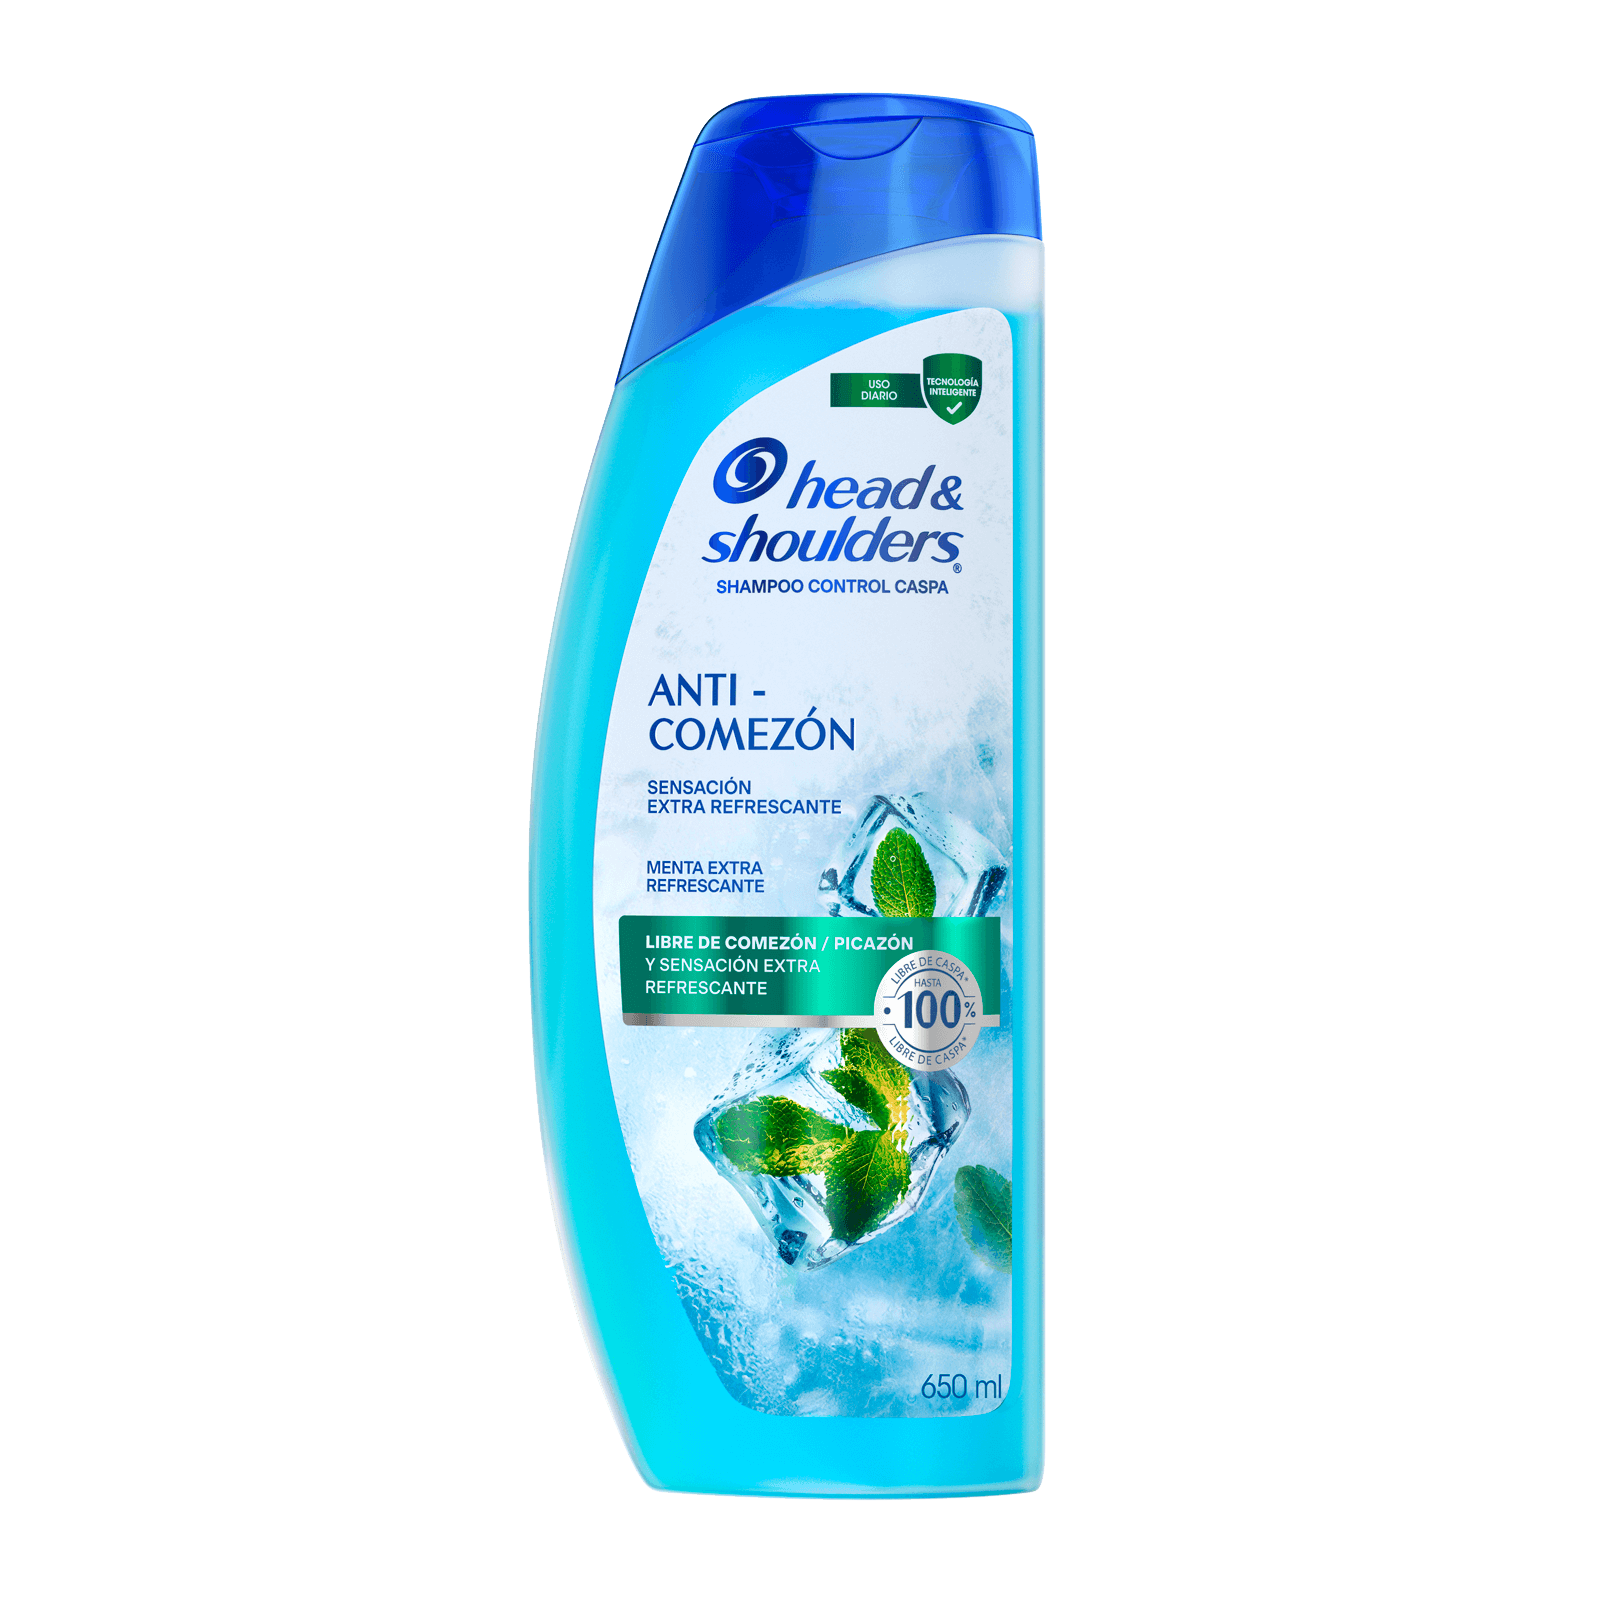 USO
DIARIO
TECNOLOGÍA
INTELIGENTE
head &
shoulders®
SHAMPOO CONTROL CASPA
ANTI -
COMEZÓN
SENSACIÓN
EXTRA REFRESCANTE
MENTA EXTRA
REFRESCANTE
LIBRE DE COMEZÓN / PICAZÓN
Y SENSACIÓN EXTRA
REFRESCANTE
LIBRE DE CASPA*
HASTA
100%
LIBRE DE CASPA*
650 ml